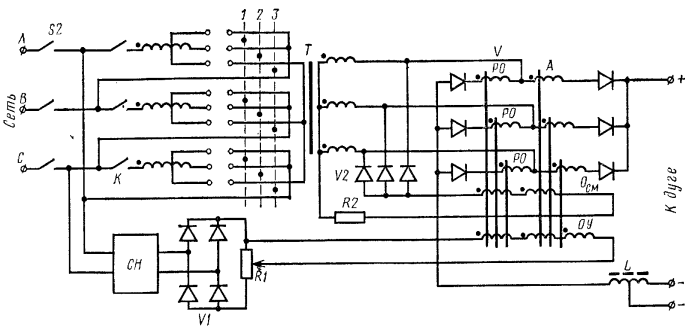 1 2 3
А S2 Т V А
РО +
Сеть
В РО
С К V2 РО
Осм К дуге
R2
ОУ
СН R1 L −
V1 −